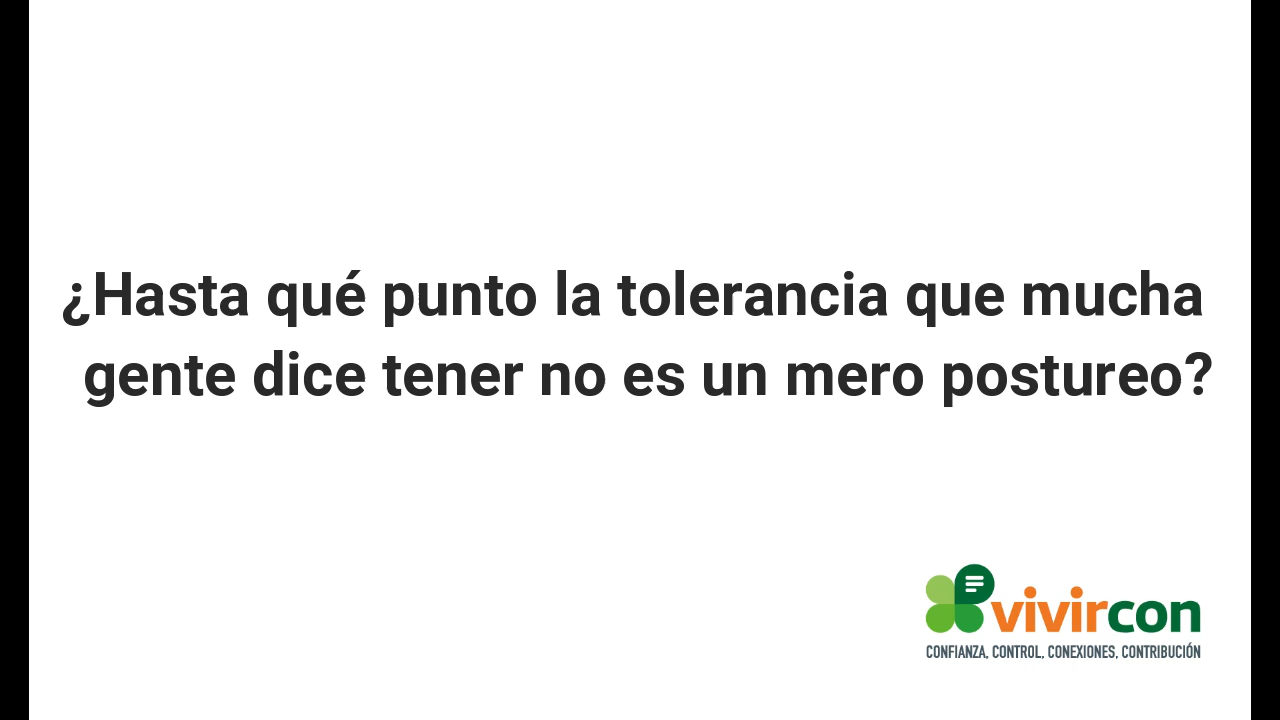 ¿Hasta qué punto la tolerancia que mucha
gente dice tener no es un mero postureo?
vivircon
CONFIANZA, CONTROL, CONEXIONES, CONTRIBUCIÓN